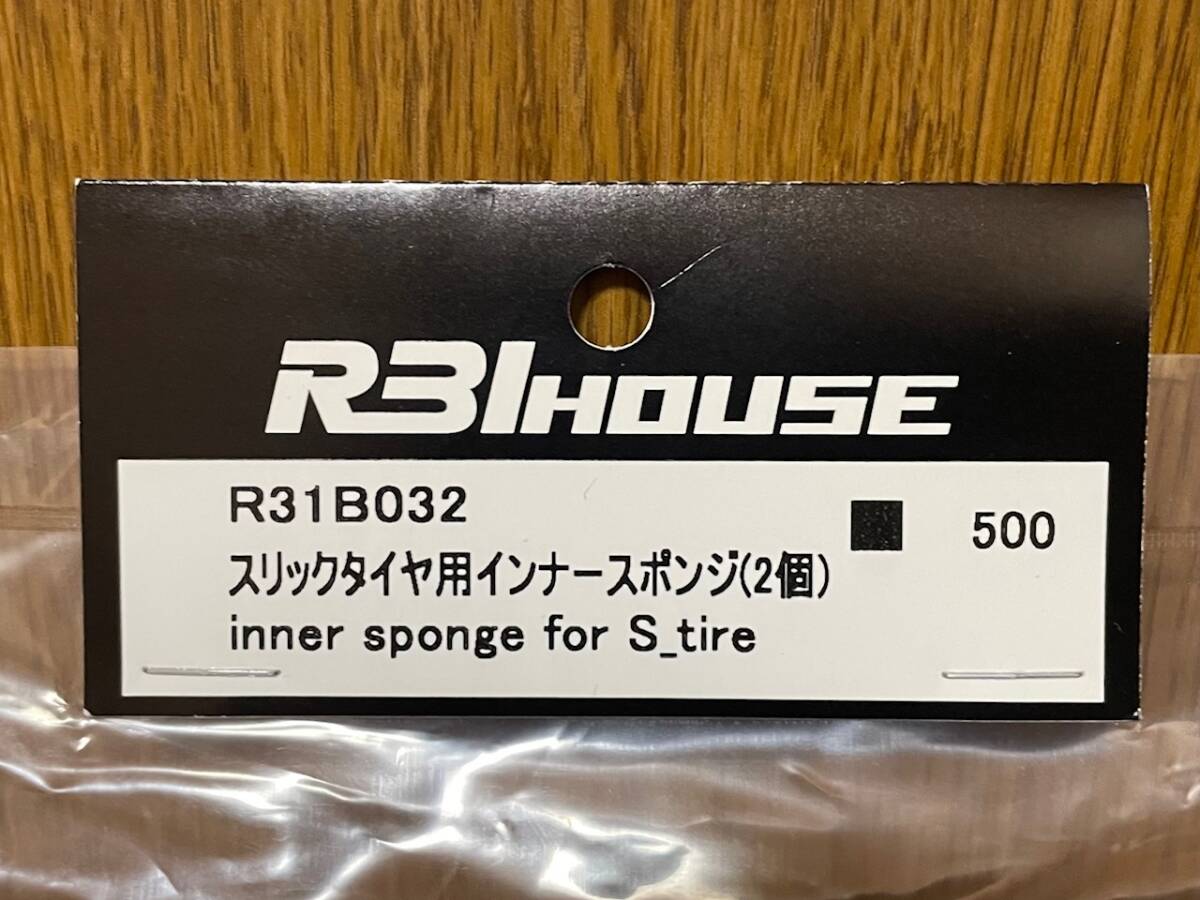 R31HOUSE
R31B032
スリックタイヤ用インナースポンジ(2個)
inner sponge for S_tire
■ 500